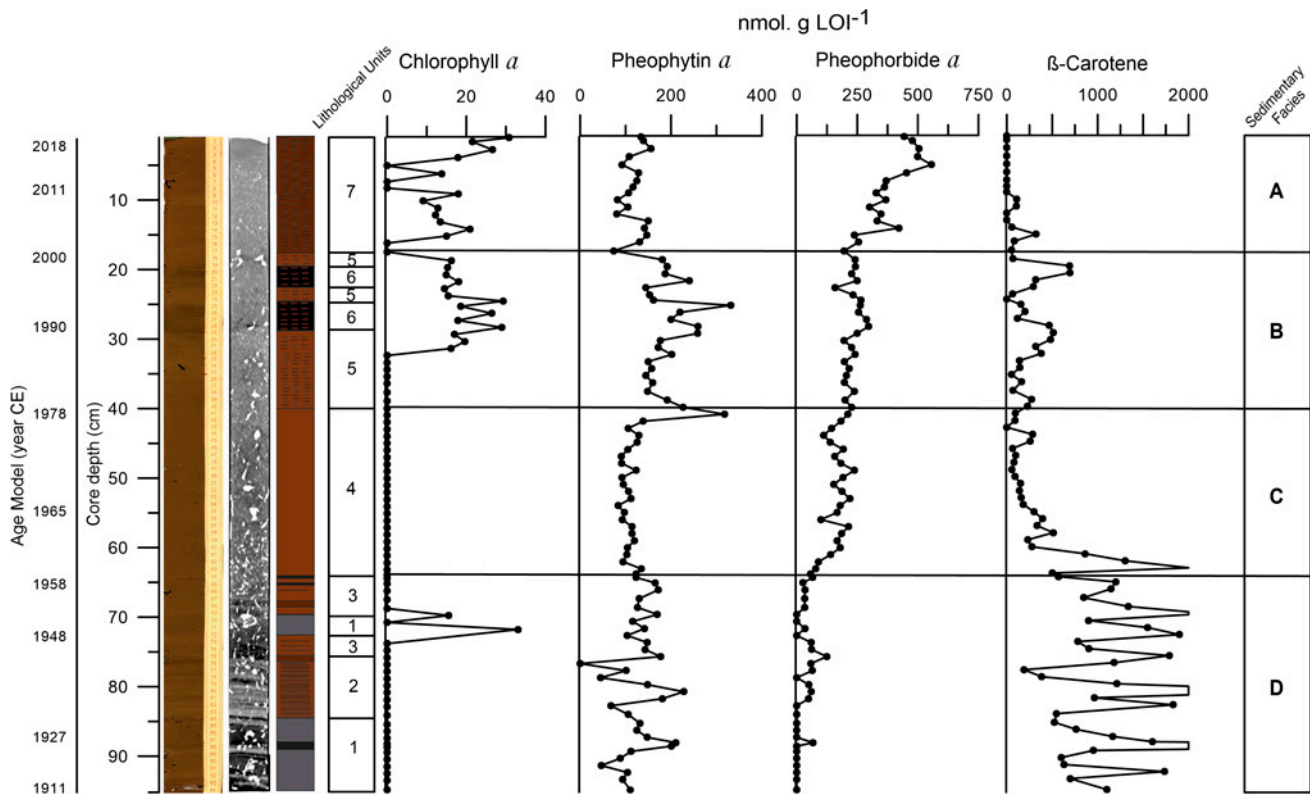 nmol. g LOI-1
Lithological Units
Chlorophyll a
Pheophytin a
Pheophorbide a
ß-Carotene
Sedimentary
Facies
0 20 40
0 200 400
0 250 500 750
0 1000 2000
Age Model (year CE)
2018
2011
2000
1990
1978
1965
1958
1948
1927
1911
Core depth (cm)
10
20
30
40
50
60
70
80
90
7
5
6
5
6
5
4
3
1
3
2
1
A
B
C
D